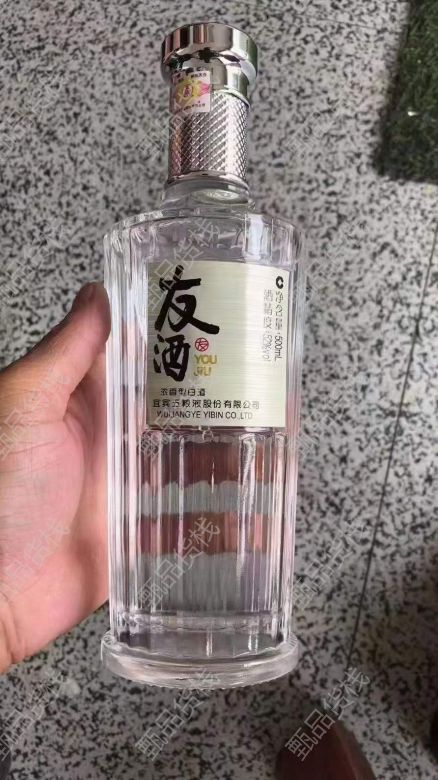 友酒
友
YOU
JIU
浓香型白酒
宜宾五粮液股份有限公司
WULIANGYE YIBIN CO.,LTD
净含量:500mL
酒精度:52%vol
甄品货栈